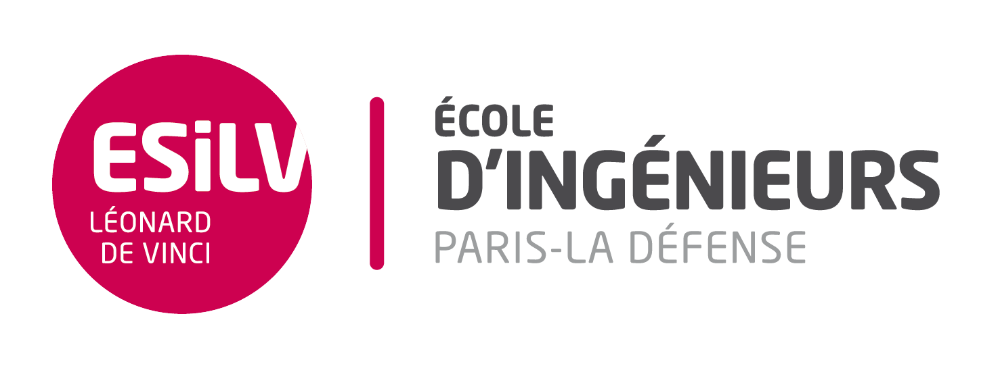 ESiLV
LÉONARD
DE VINCI
ÉCOLE
D'INGÉNIEURS
PARIS-LA DÉFENSE